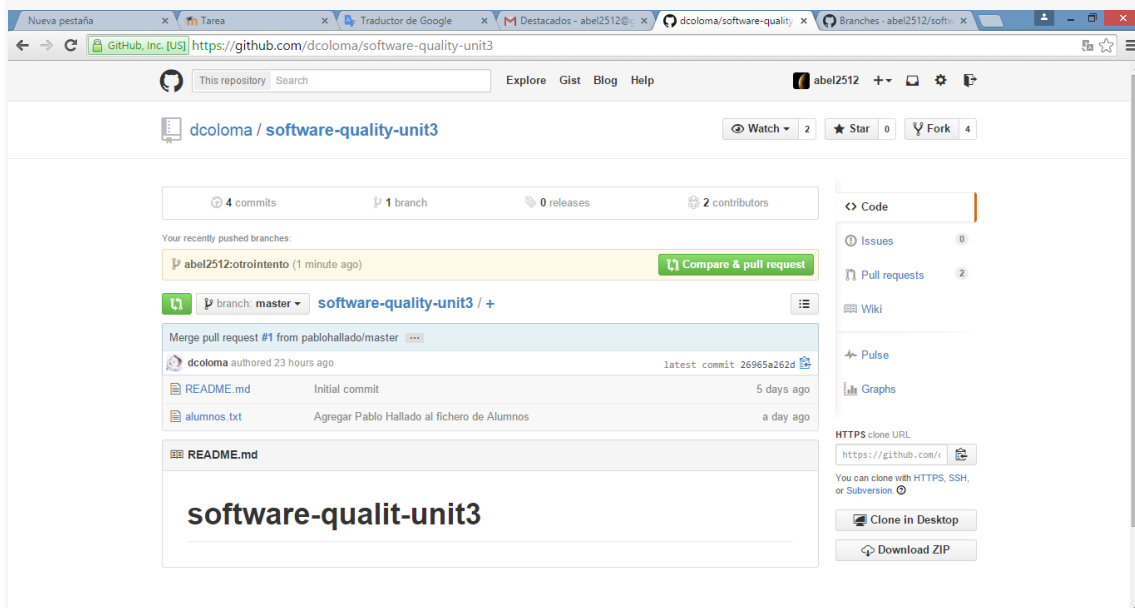 Nueva pestaña
Tarea
Traductor de Google
Destacados - abel2512@g
dcoloma/software-quality
Branches · abel2512/softw
GitHub, Inc. [US] https://github.com/dcoloma/software-quality-unit3
This repository Search
Explore Gist Blog Help
abel2512
dcoloma / software-quality-unit3
Watch 2
Star 0
Fork 4
4 commits
1 branch
0 releases
2 contributors
Your recently pushed branches:
abel2512:otrointento (1 minute ago)
Compare & pull request
branch: master
software-quality-unit3 / +
Merge pull request #1 from pablohallado/master ...
dcoloma authored 23 hours ago
latest commit 26965a262d
README.md Initial commit 5 days ago
alumnos.txt Agregar Pablo Hallado al fichero de Alumnos a day ago
README.md
software-qualit-unit3
Code
Issues 0
Pull requests 2
Wiki
Pulse
Graphs
HTTPS clone URL
https://github.com/
You can clone with HTTPS, SSH,
or Subversion.
Clone in Desktop
Download ZIP